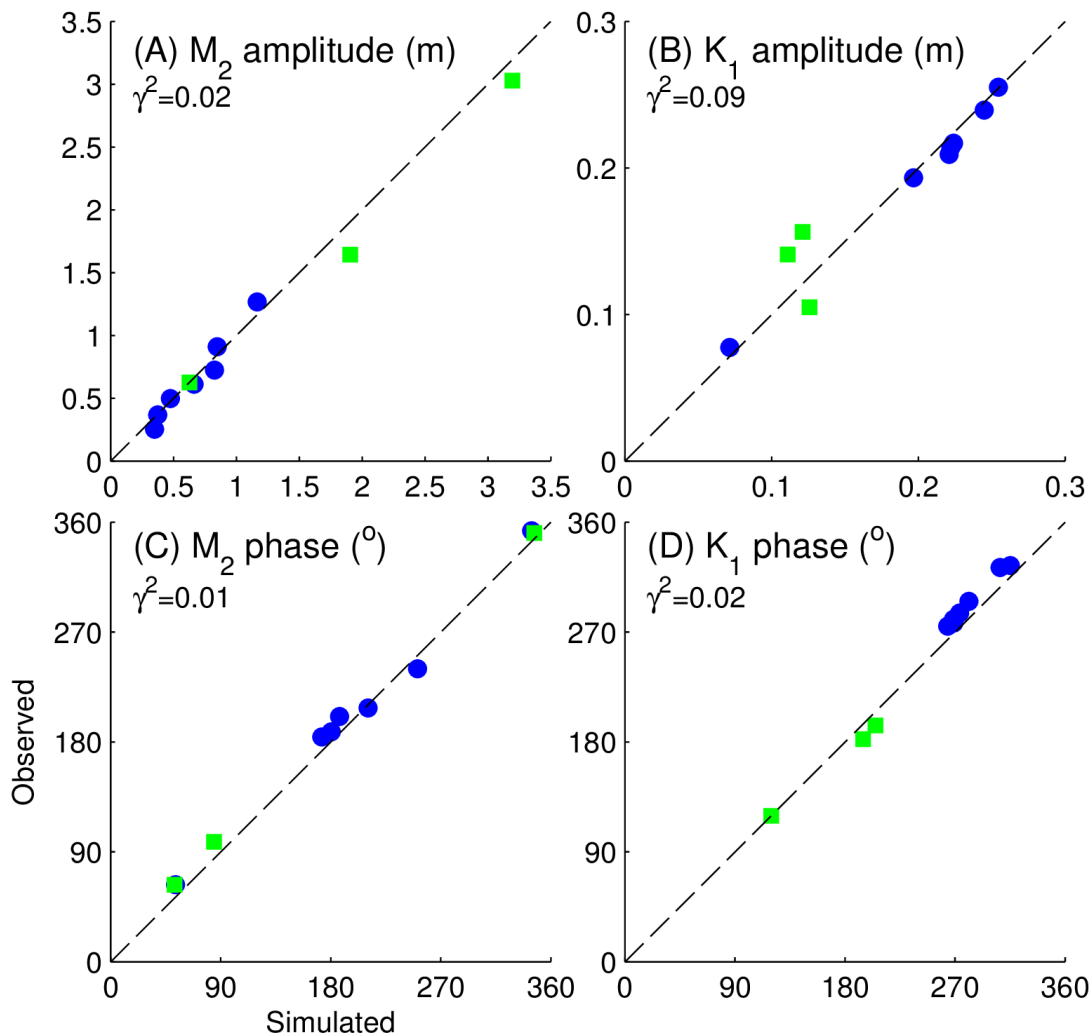 (A) M₂ amplitude (m)
γ²=0.02
3.5
3
2.5
2
1.5
1
0.5
0
0 0.5 1 1.5 2 2.5 3 3.5
(B) K₁ amplitude (m)
γ²=0.09
0.3
0.2
0.1
0
0 0.1 0.2 0.3
(C) M₂ phase (°)
γ²=0.01
360
270
180
90
0
0 90 180 270 360
(D) K₁ phase (°)
γ²=0.02
360
270
180
90
0
0 90 180 270 360
Observed
Simulated